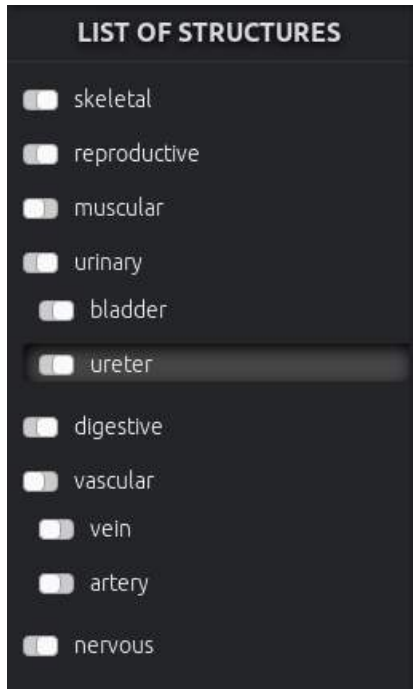 LIST OF STRUCTURES
skeletal
reproductive
muscular
urinary
bladder
ureter
digestive
vascular
vein
artery
nervous